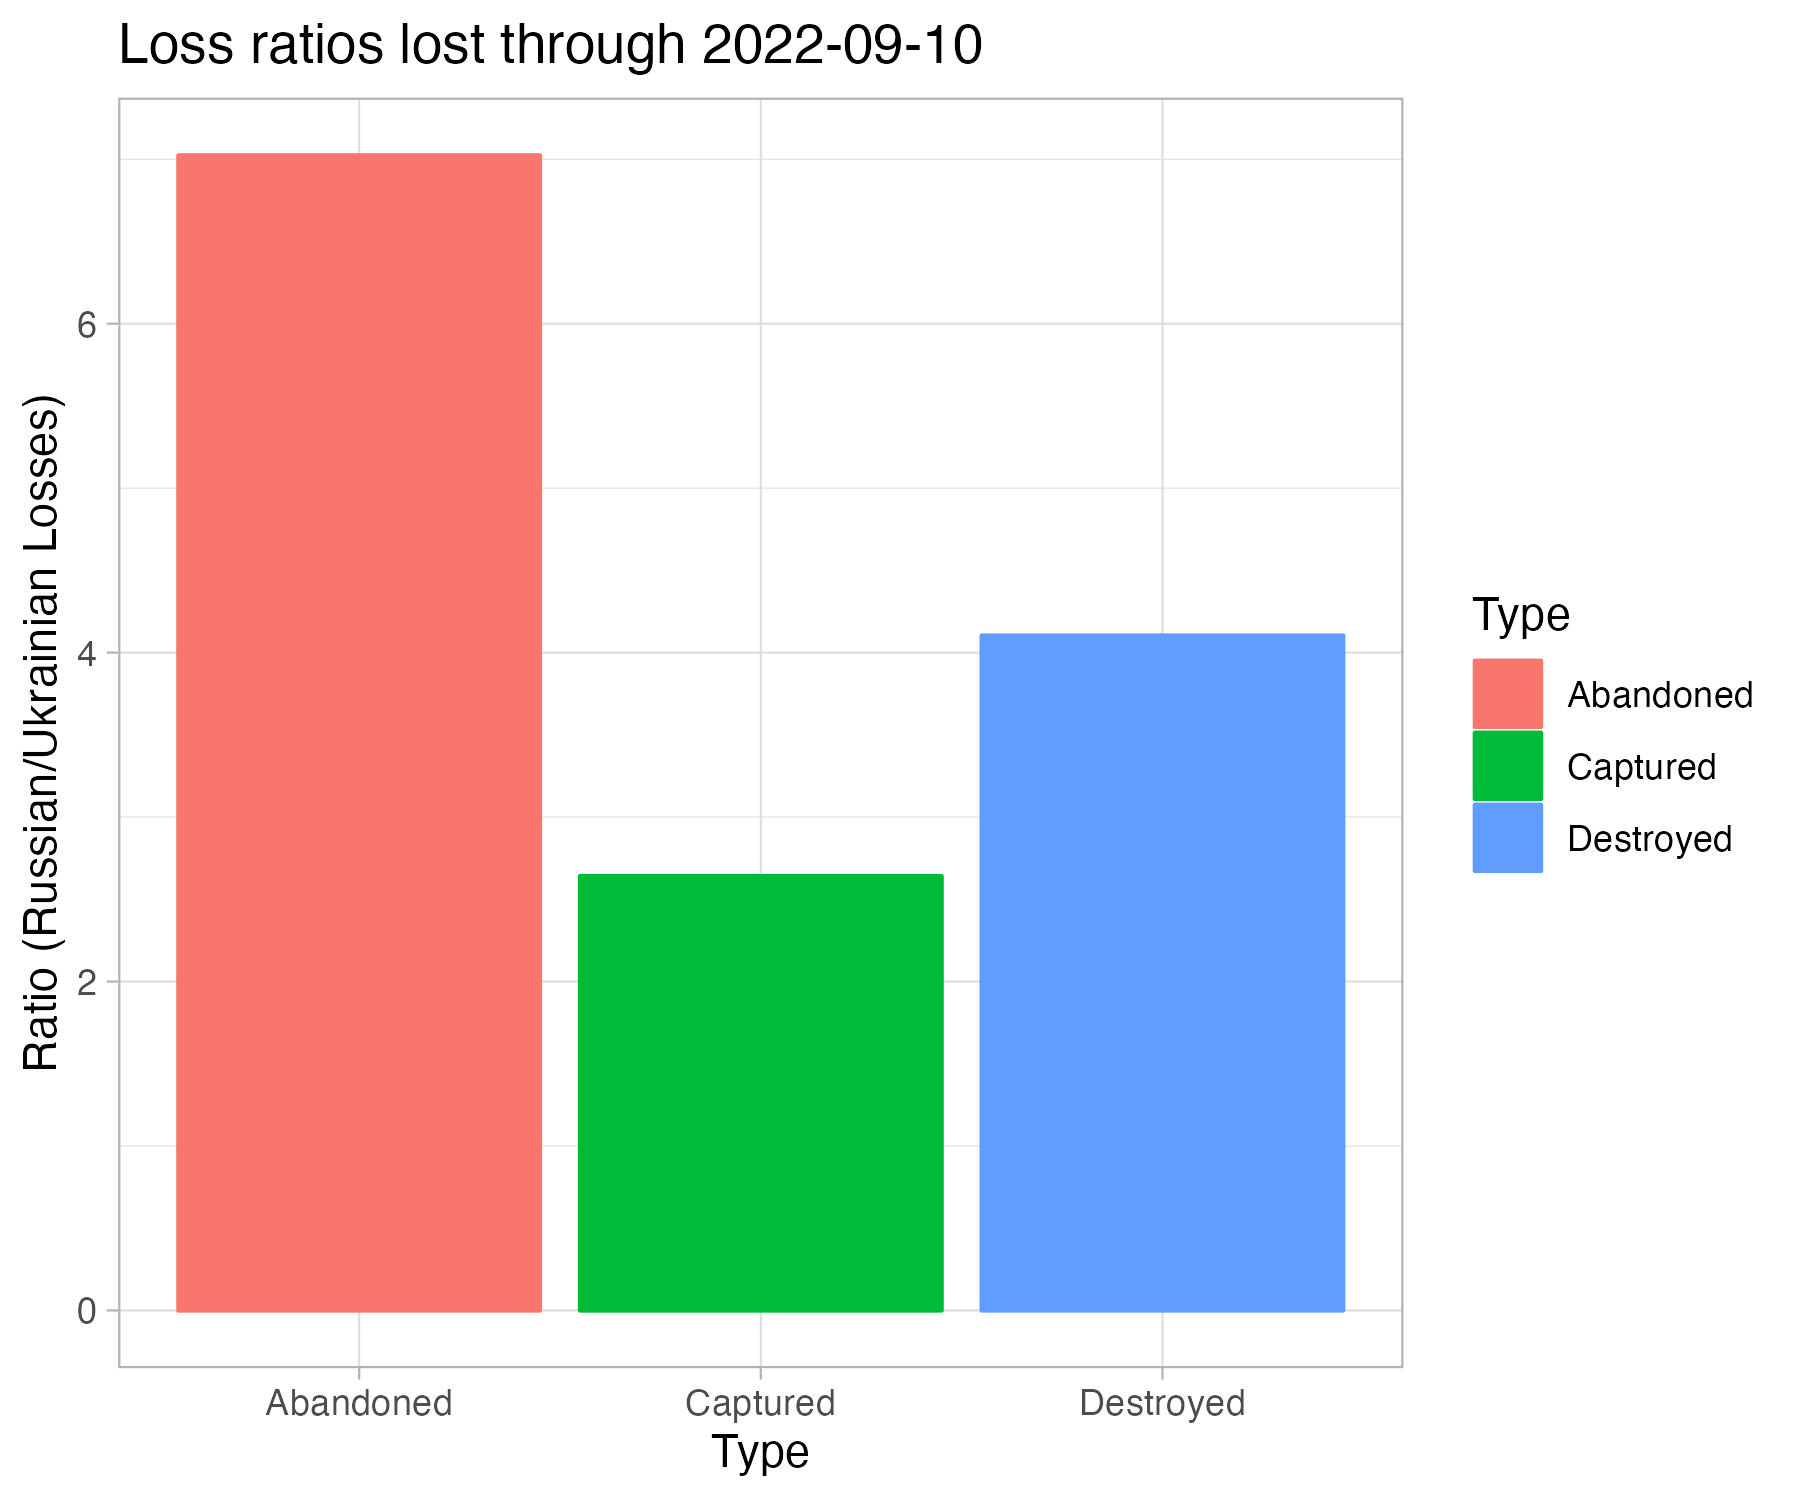 Loss ratios lost through 2022-09-10
Ratio (Russian/Ukrainian Losses)
6
4
2
0
Abandoned
Captured
Destroyed
Type
Type
Abandoned
Captured
Destroyed